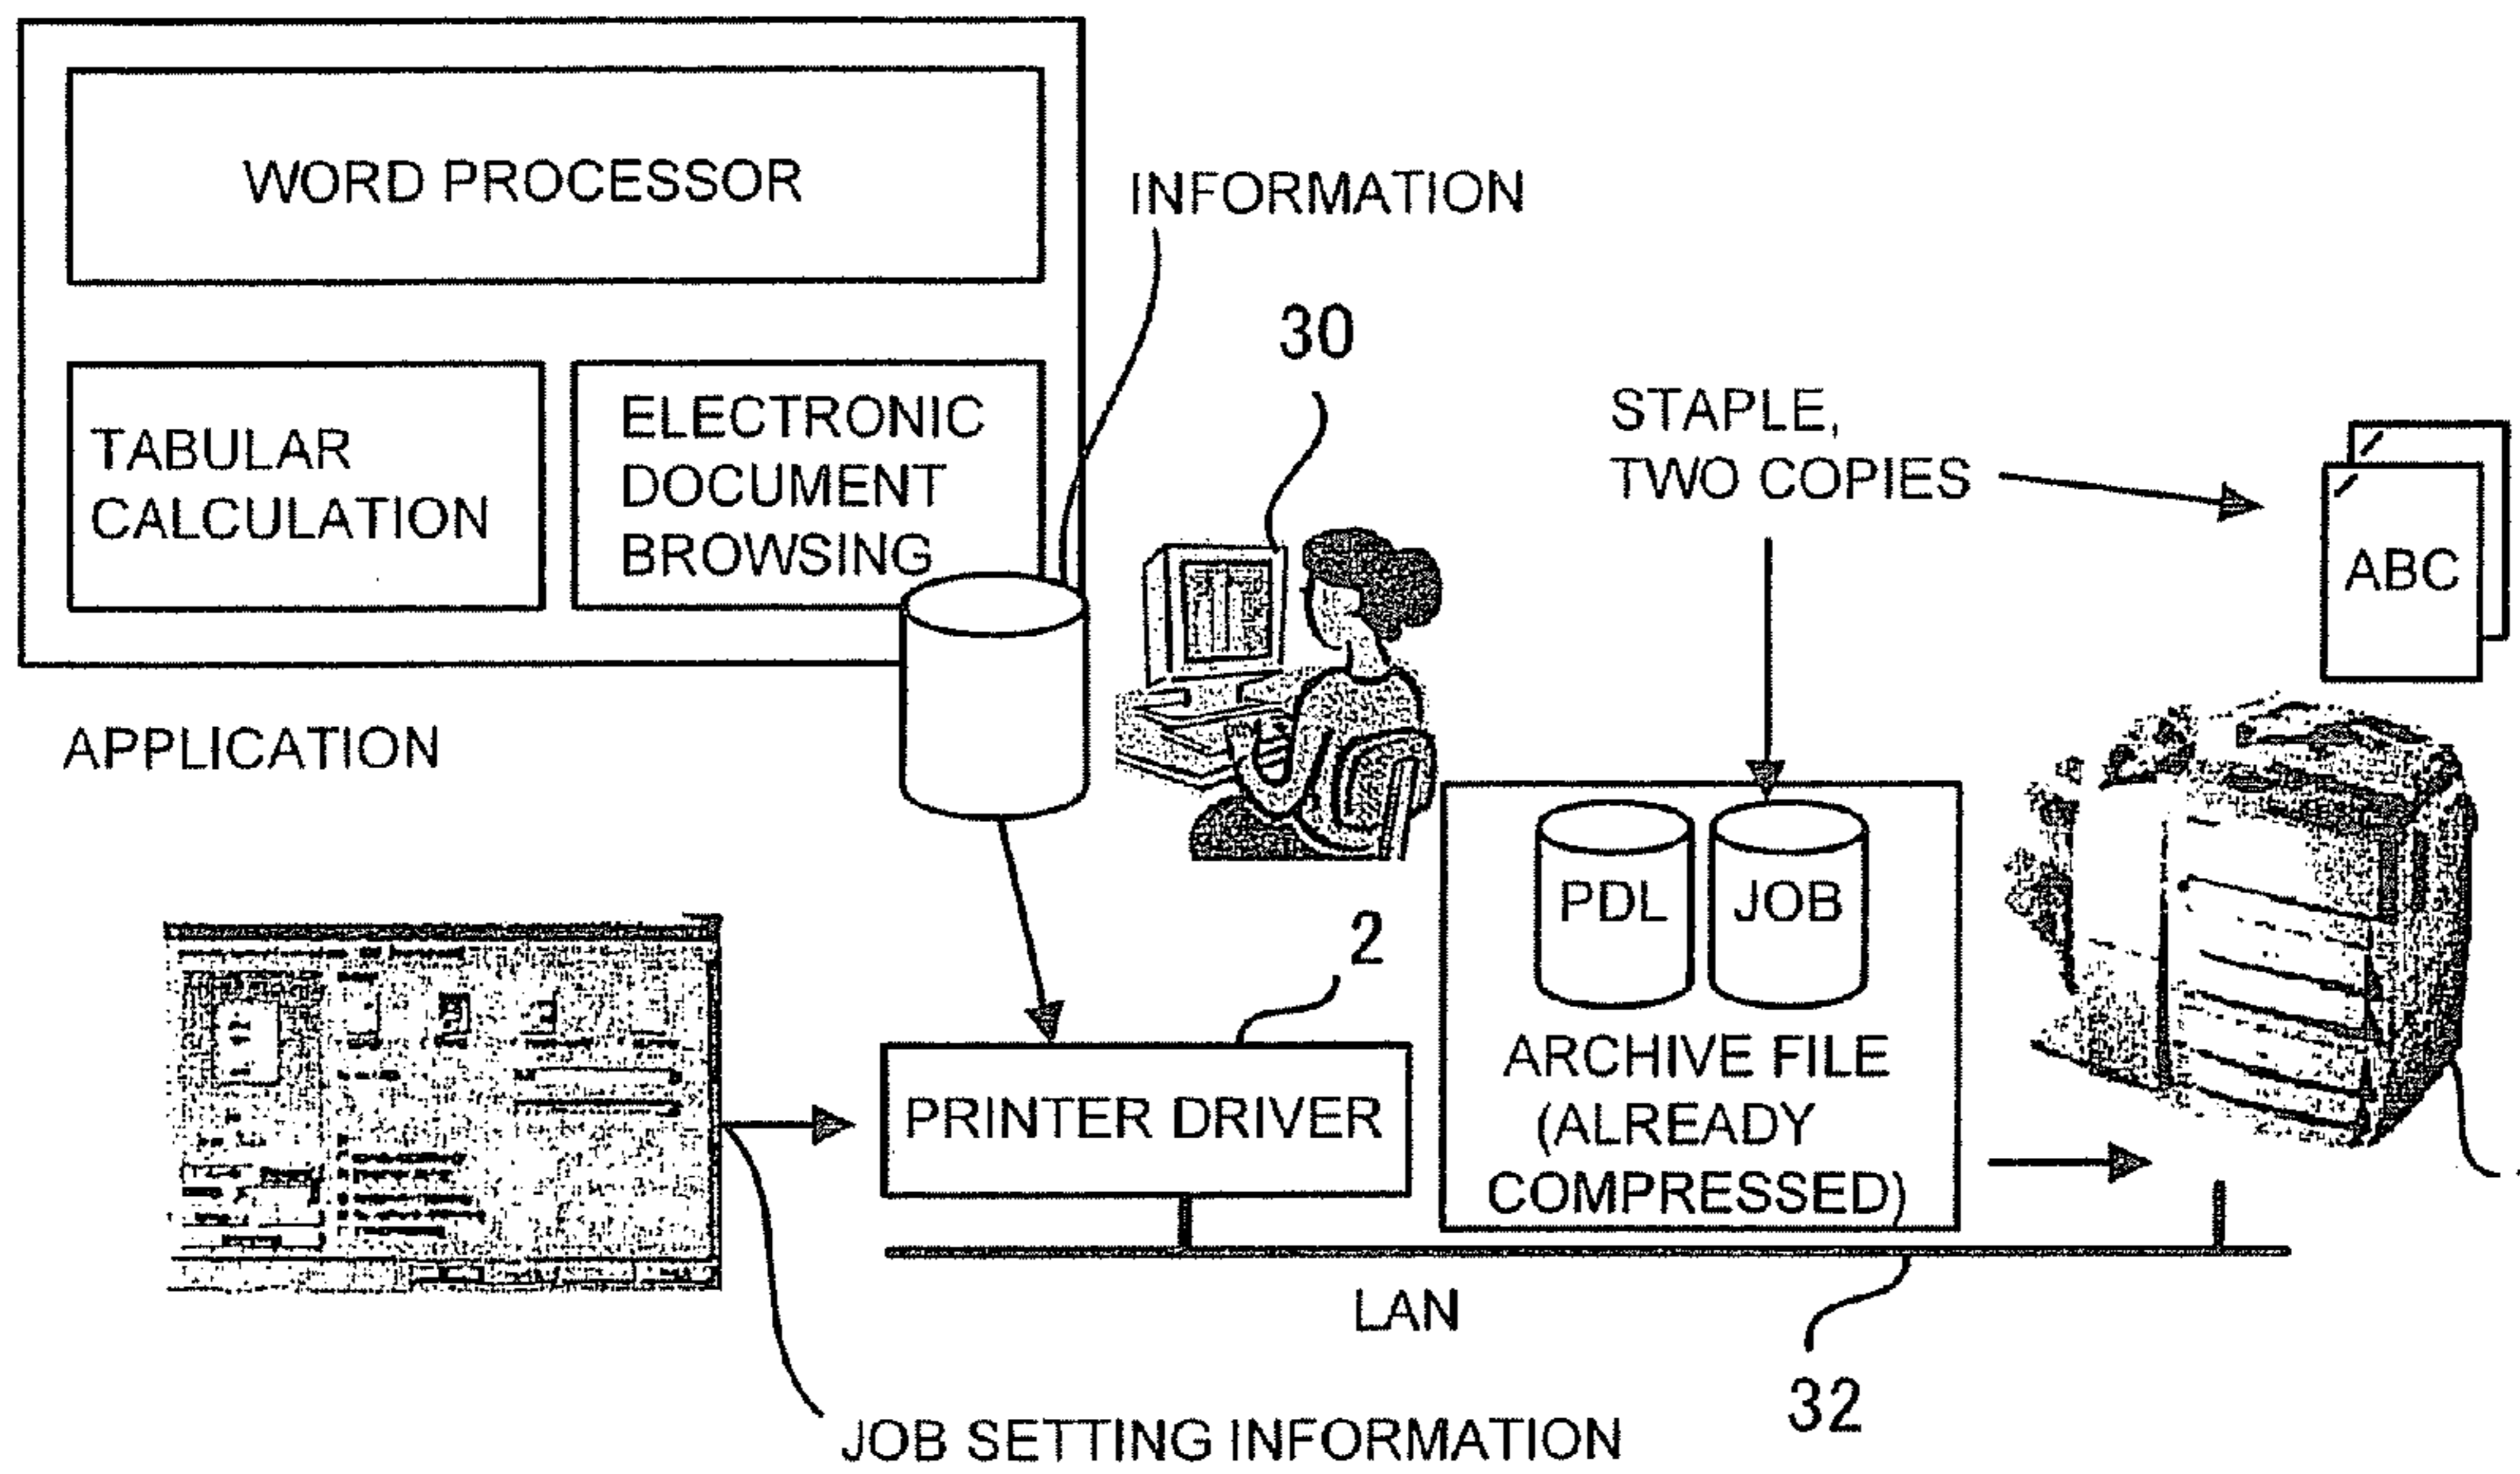 WORD PROCESSOR
INFORMATION
30
TABULAR
CALCULATION
ELECTRONIC
DOCUMENT
BROWSING
STAPLE,
TWO COPIES
ABC
APPLICATION
PDL
JOB
2
ARCHIVE FILE
(ALREADY
COMPRESSED)
PRINTER DRIVER
LAN
32
JOB SETTING INFORMATION